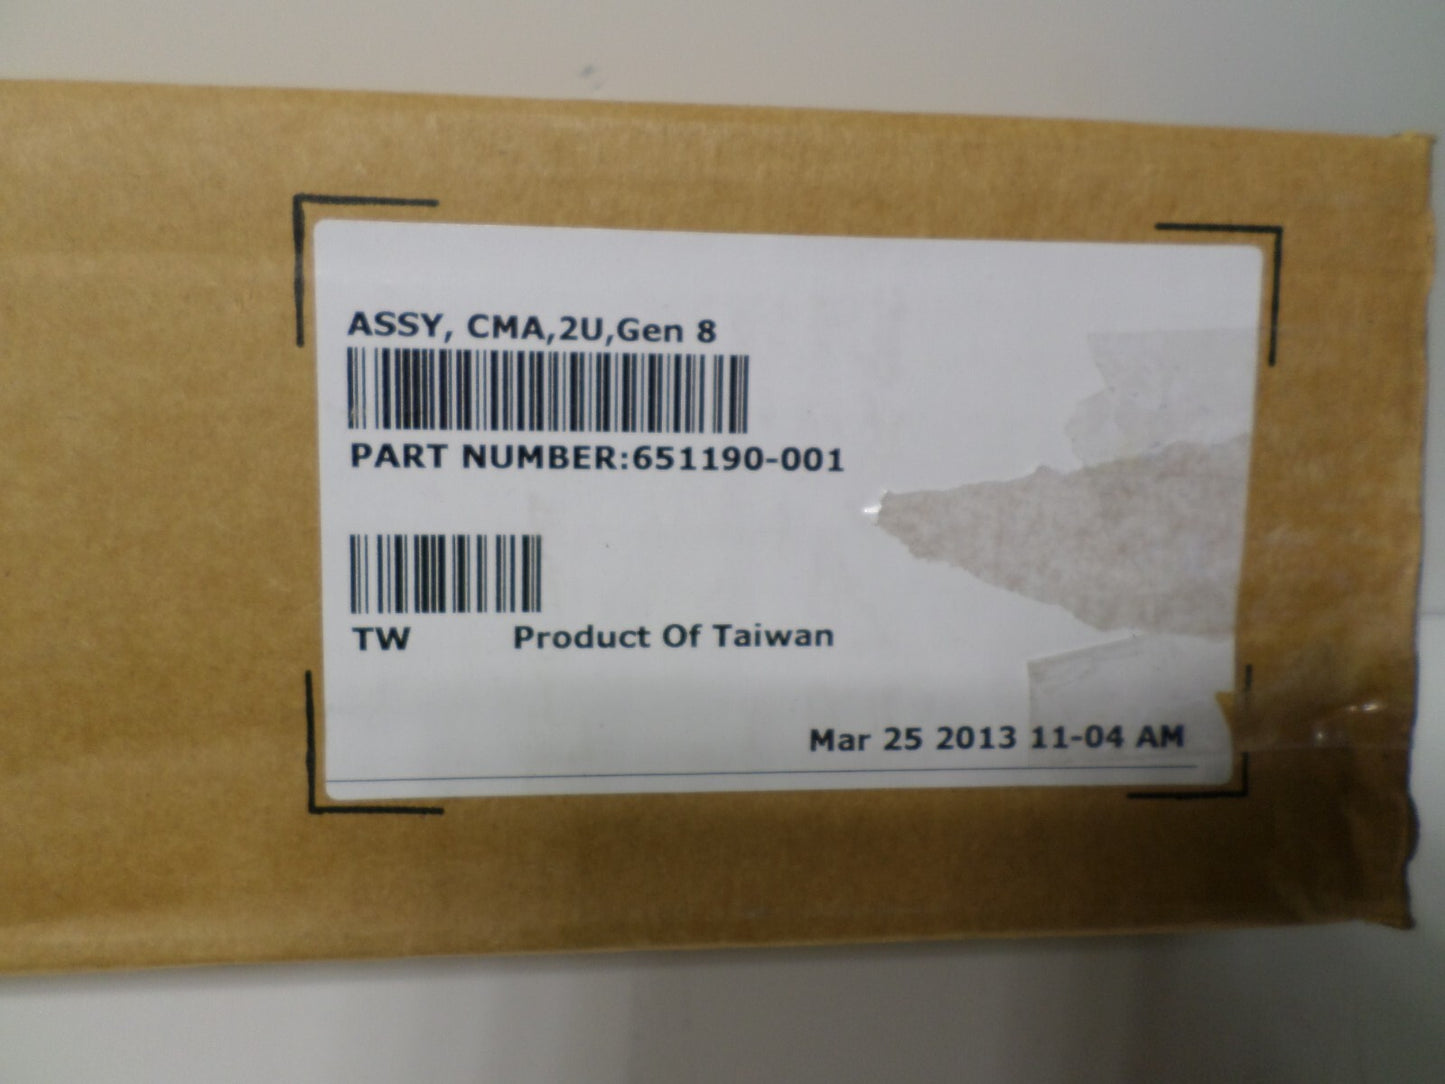 ASSY, CMA,2U,Gen 8
PART NUMBER:651190-001
TW Product Of Taiwan
Mar 25 2013 11-04 AM